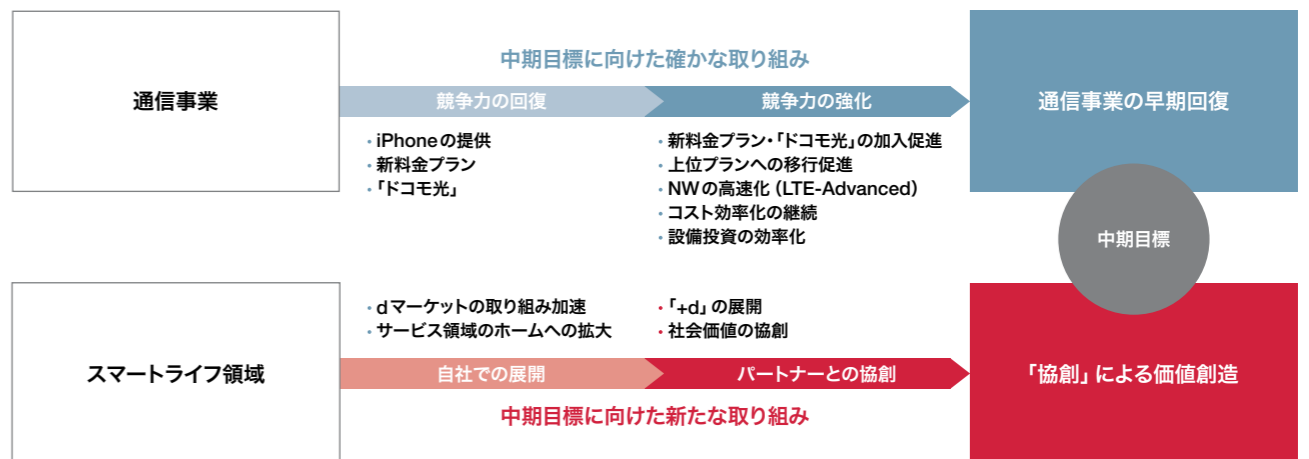 中期目標に向けた確かな取り組み
通信事業
競争力の回復
競争力の強化
通信事業の早期回復
・iPhoneの提供
・新料金プラン
・「ドコモ光」
・新料金プラン・「ドコモ光」の加入促進
・上位プランへの移行促進
・NWの高速化（LTE-Advanced）
・コスト効率化の継続
・設備投資の効率化
中期目標
・dマーケットの取り組み加速
・サービス領域のホームへの拡大
・「+d」の展開
・社会価値の協創
スマートライフ領域
自社での展開
パートナーとの協創
「協創」による価値創造
中期目標に向けた新たな取り組み